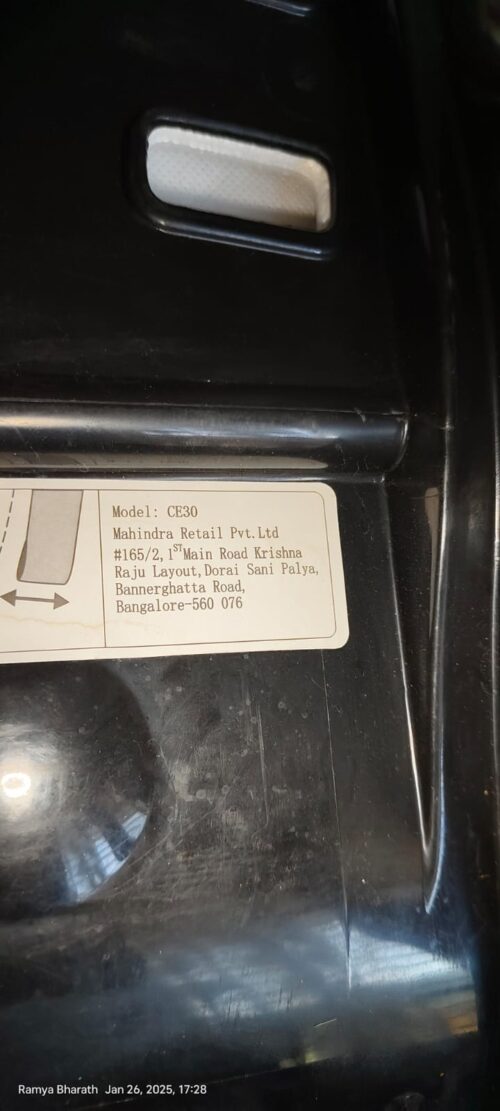 Model: CE30
Mahindra Retail Pvt.Ltd
#165/2,1ST Main Road Krishna
Raju Layout,Dorai Sani Palya,
Bannerghatta Road,
Bangalore-560 076
Ramya Bharath Jan 26, 2025, 17:28